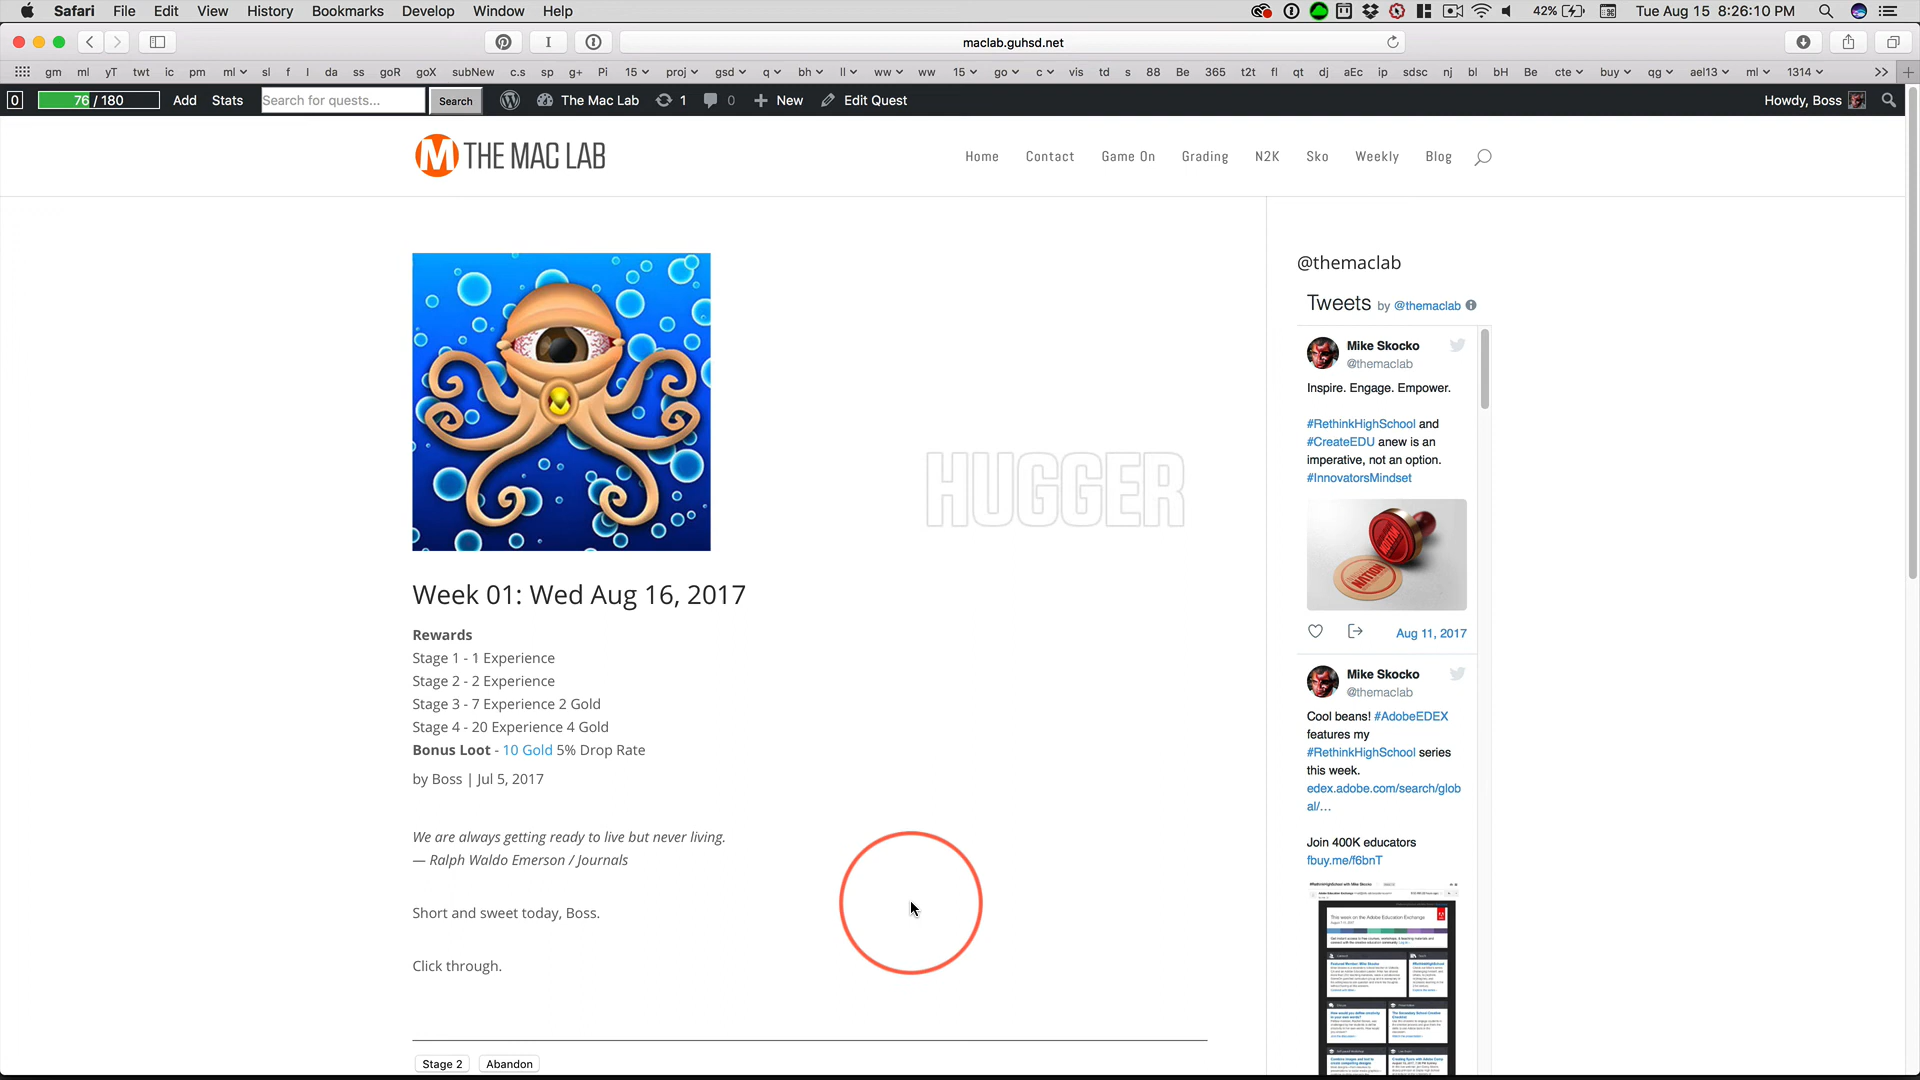 Safari File Edit View History Bookmarks Develop Window Help 42% Tue Aug 15 8:26:10 PM
maclab.guhsd.net
gm ml yT twt ic pm ml sl f l da ss goR goX subNew c.s sp g+ Pi 15 proj gsd q bh ll ww ww 15 go c vis td s 88 Be 365 t2t fl qt dj aEc ip sdsc nj bl bH Be cte buy qg ael13 ml 1314 >>
0 76 / 180 Add Stats Search for quests... Search The Mac Lab 1 0 New Edit Quest Howdy, Boss
M THE MAC LAB
Home Contact Game On Grading N2K Sko Weekly Blog
HUGGER
Week 01: Wed Aug 16, 2017
Rewards
Stage 1 - 1 Experience
Stage 2 - 2 Experience
Stage 3 - 7 Experience 2 Gold
Stage 4 - 20 Experience 4 Gold
Bonus Loot - 10 Gold 5% Drop Rate
by Boss | Jul 5, 2017
We are always getting ready to live but never living.
— Ralph Waldo Emerson / Journals
Short and sweet today, Boss.
Click through.
Stage 2 Abandon
@themaclab
Tweets by @themaclab
Mike Skocko
@themaclab
Inspire. Engage. Empower.
#RethinkHighSchool and
#CreateEDU anew is an
imperative, not an option.
#InnovatorsMindset
NATION
Aug 11, 2017
Mike Skocko
@themaclab
Cool beans! #AdobeEDEX
features my
#RethinkHighSchool series
this week.
edex.adobe.com/search/glob
al/…
Join 400K educators
fbuy.me/f6bnT
This week on the Adobe Education Exchange